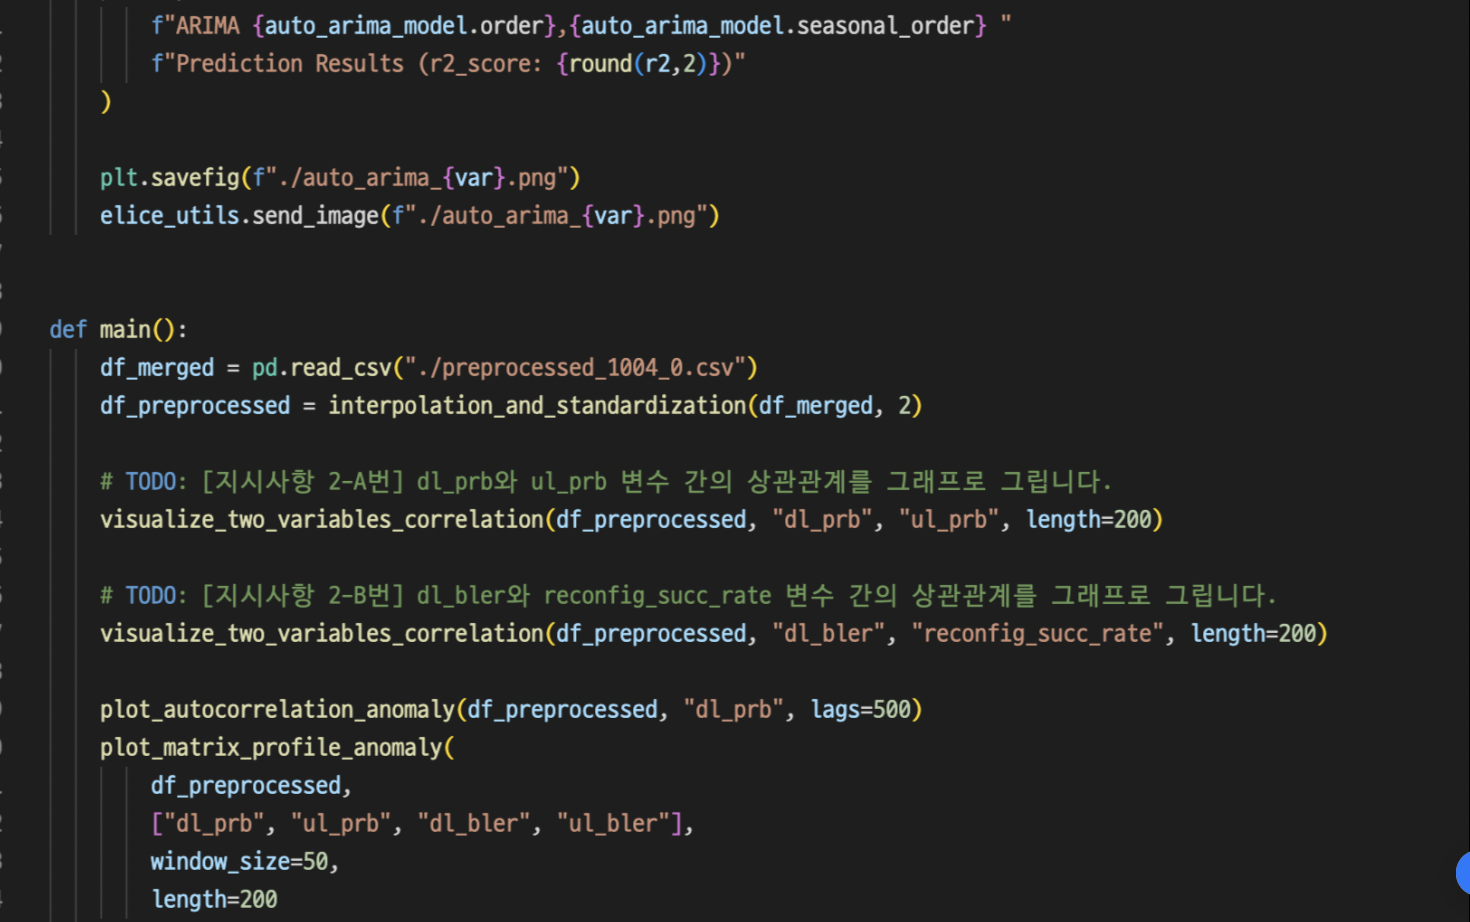 f"ARIMA {auto_arima_model.order},{auto_arima_model.seasonal_order} "
f"Prediction Results (r2_score: {round(r2,2)})"
)
plt.savefig(f"./auto_arima_{var}.png")
elice_utils.send_image(f"./auto_arima_{var}.png")
def main():
df_merged = pd.read_csv("./preprocessed_1004_0.csv")
df_preprocessed = interpolation_and_standardization(df_merged, 2)
# TODO: [지시사항 2-A번] dl_prb와 ul_prb 변수 간의 상관관계를 그래프로 그립니다.
visualize_two_variables_correlation(df_preprocessed, "dl_prb", "ul_prb", length=200)
# TODO: [지시사항 2-B번] dl_bler와 reconfig_succ_rate 변수 간의 상관관계를 그래프로 그립니다.
visualize_two_variables_correlation(df_preprocessed, "dl_bler", "reconfig_succ_rate", length=200)
plot_autocorrelation_anomaly(df_preprocessed, "dl_prb", lags=500)
plot_matrix_profile_anomaly(
df_preprocessed,
["dl_prb", "ul_prb", "dl_bler", "ul_bler"],
window_size=50,
length=200